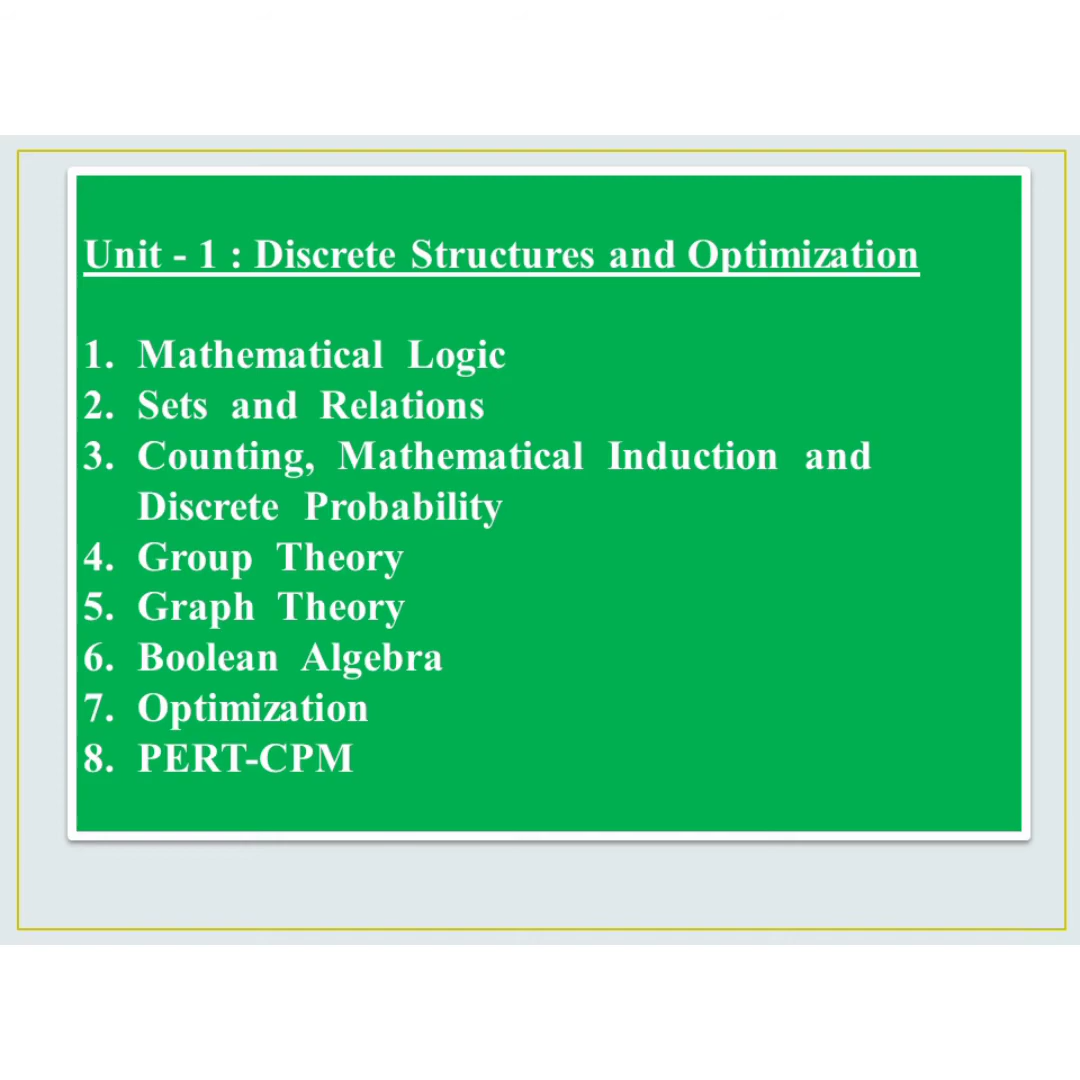 Unit - 1 : Discrete Structures and Optimization
1. Mathematical Logic
2. Sets and Relations
3. Counting, Mathematical Induction and
Discrete Probability
4. Group Theory
5. Graph Theory
6. Boolean Algebra
7. Optimization
8. PERT-CPM